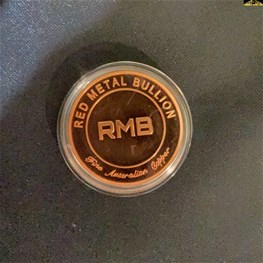 RED METAL BULLION
RMB
Fine Australian Copper